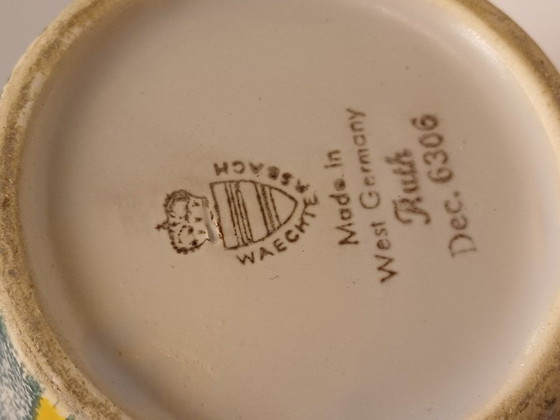 WAECHTERSBACH
Made in
West Germany
Ruth
Dec. 6306